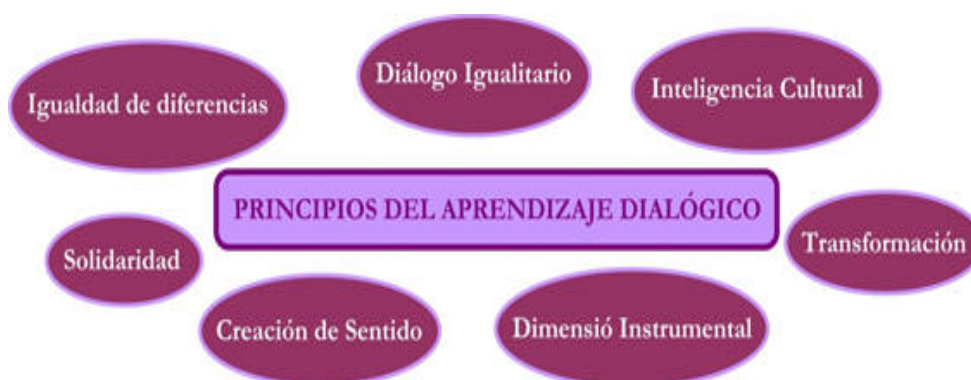 Diálogo Igualitario
Igualdad de diferencias
Inteligencia Cultural
PRINCIPIOS DEL APRENDIZAJE DIALÓGICO
Solidaridad
Transformación
Creación de Sentido
Dimensió Instrumental